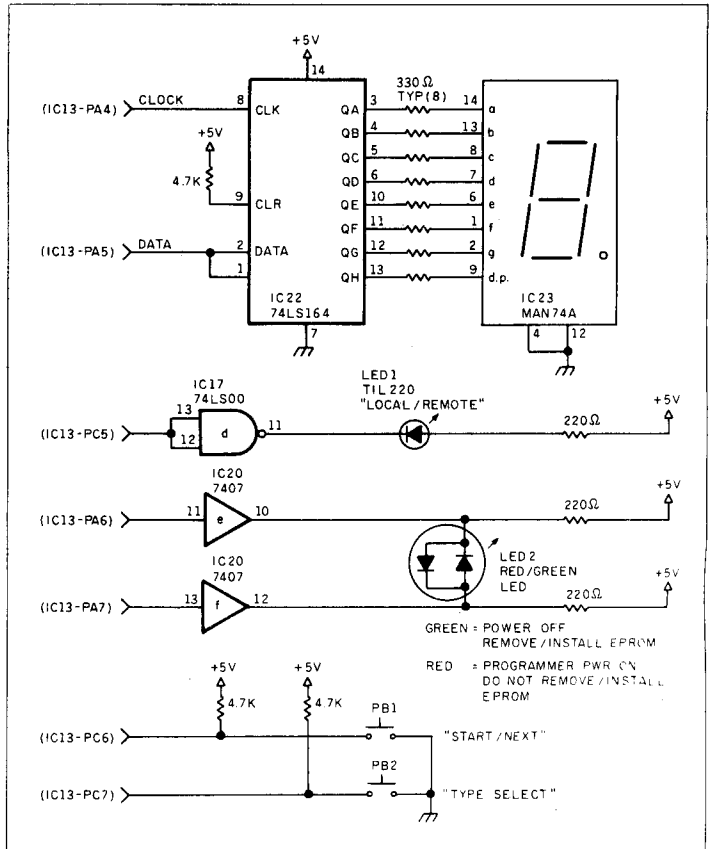 +5V
14
330Ω
TYP(8)
(IC13-PA4) CLOCK 8 CLK QA 3 14 a
QB 4 13 b
+5V QC 5 8 c
4.7K QD 6 7 d
9 CLR QE 10 6 e
QF 11 1 f
(IC13-PA5) DATA 2 DATA QG 12 2 g
1 QH 13 9 d.p.
IC22
74LS164
7
IC23
MAN74A
4 12
LED1
TIL220
"LOCAL/REMOTE"
IC17
74LS00
+5V
(IC13-PC5) 13 12 d 11 220Ω
IC20
7407
+5V
(IC13-PA6) 11 e 10 220Ω
IC20
7407
LED2
RED/GREEN
LED
+5V
(IC13-PA7) 13 f 12 220Ω
GREEN = POWER OFF
REMOVE/INSTALL EPROM
RED = PROGRAMMER PWR ON
DO NOT REMOVE/INSTALL
EPROM
+5V +5V
4.7K 4.7K
PB1
(IC13-PC6) "START/NEXT"
PB2
(IC13-PC7) "TYPE SELECT"